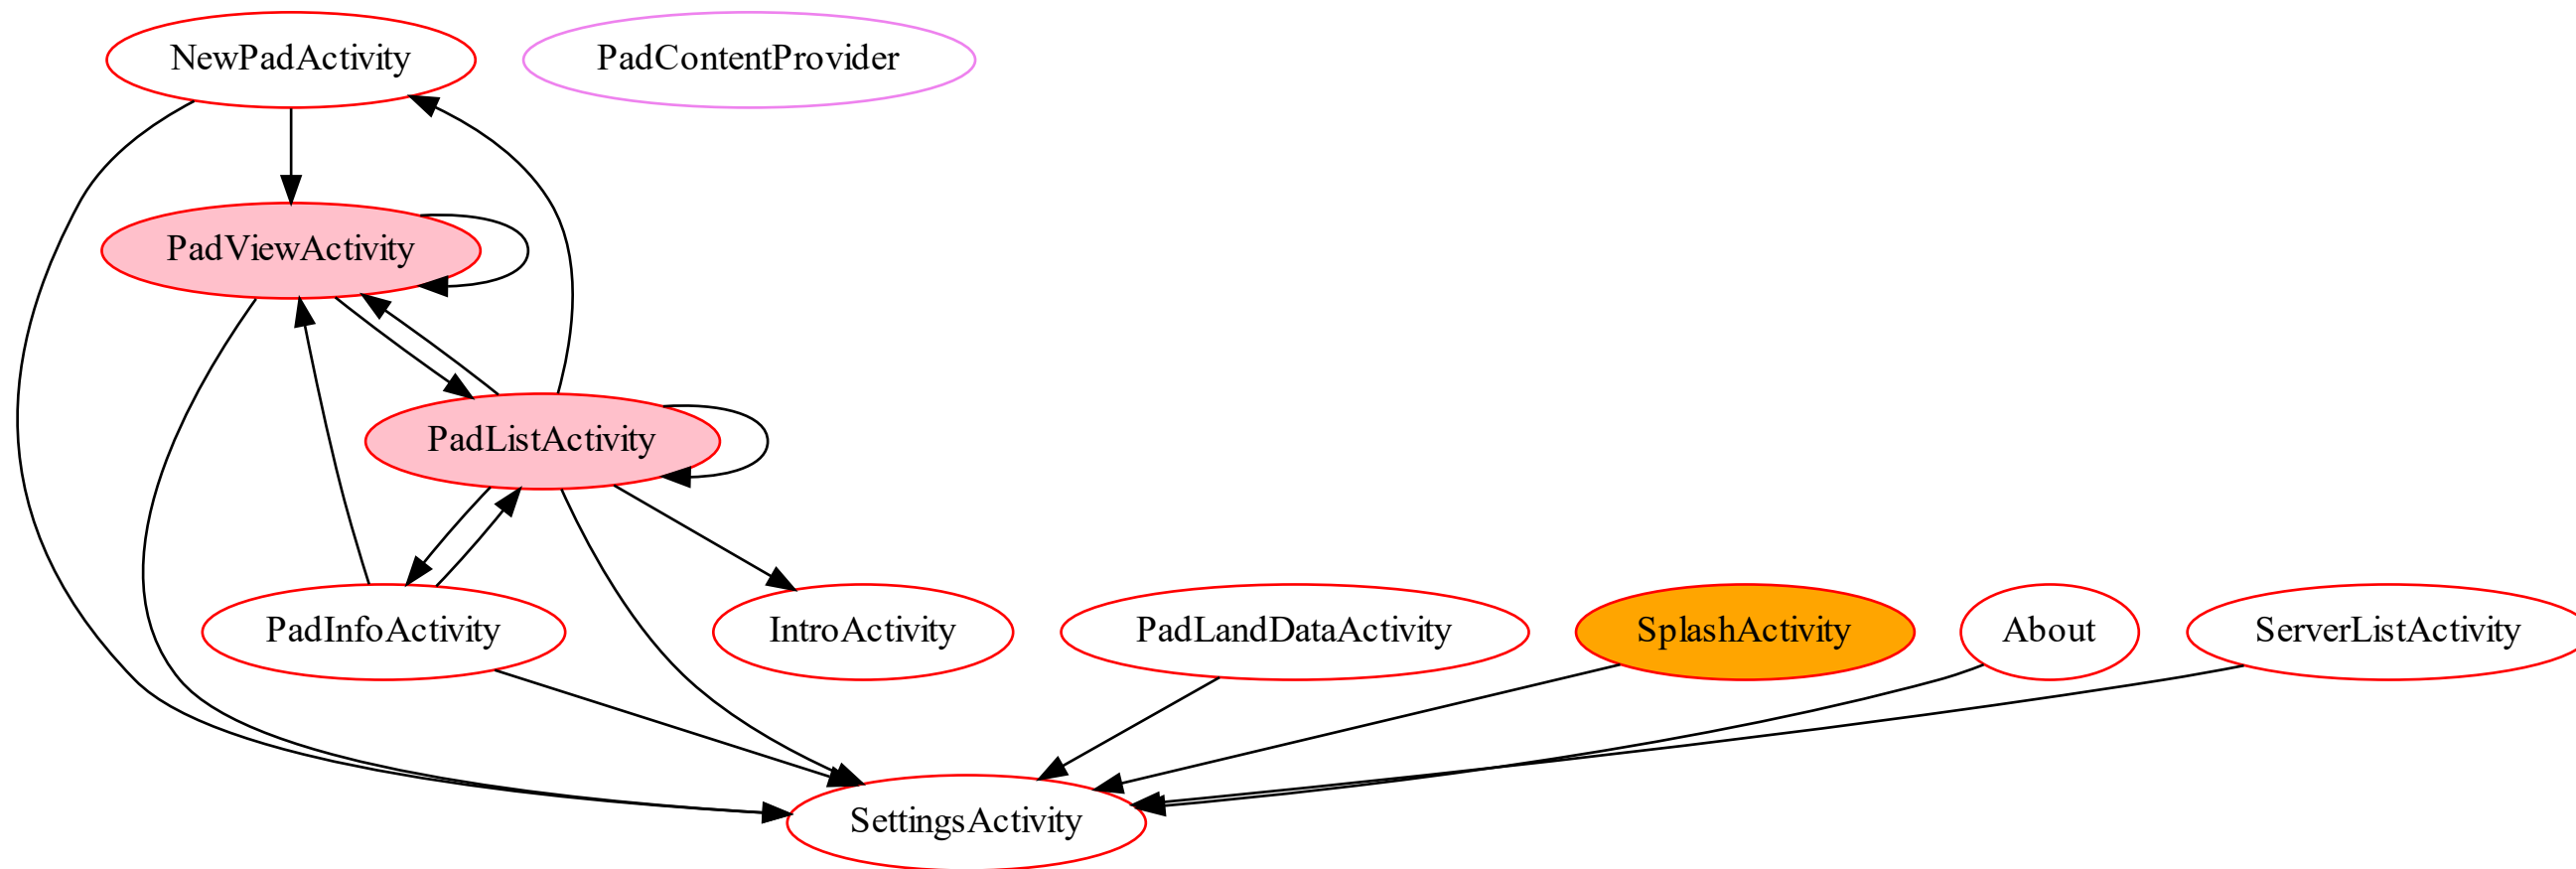 NewPadActivity
PadContentProvider
PadViewActivity
PadListActivity
PadInfoActivity
IntroActivity
PadLandDataActivity
SplashActivity
About
ServerListActivity
SettingsActivity